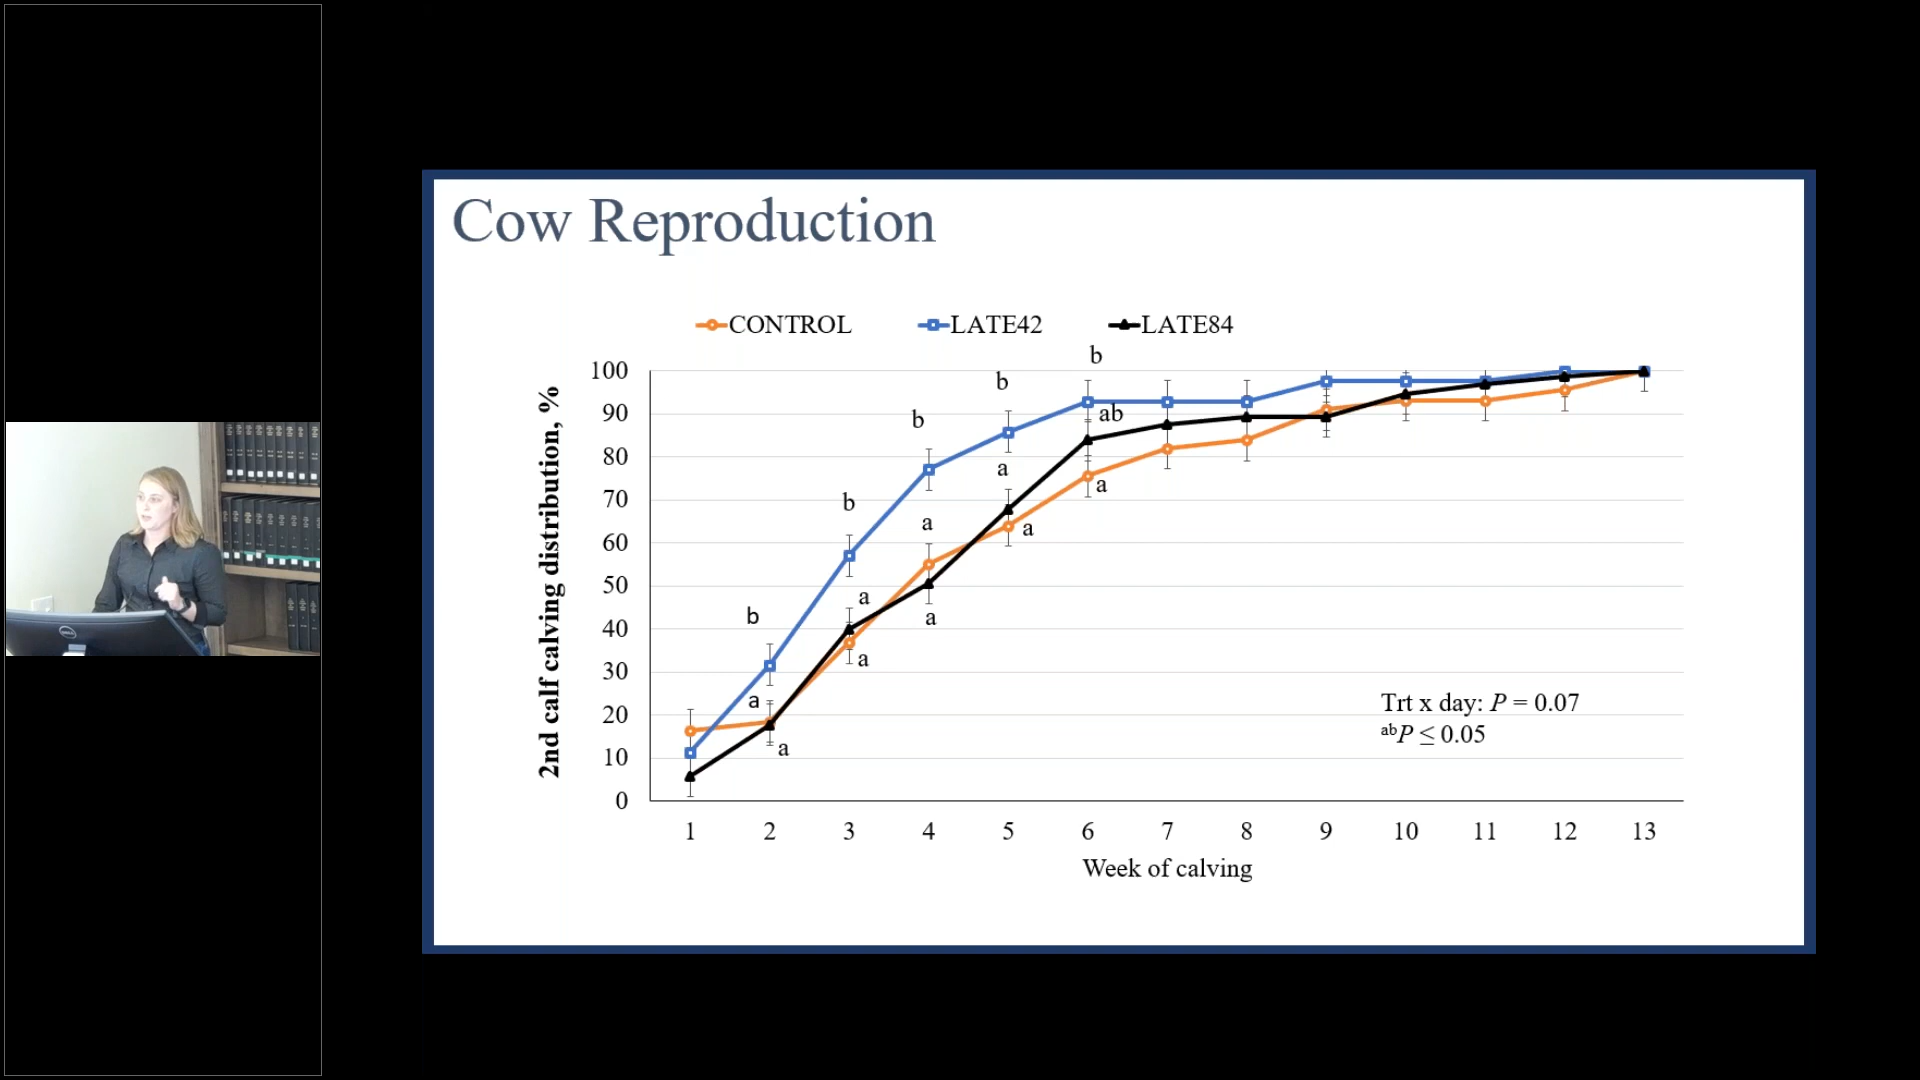 Cow Reproduction
CONTROL LATE42 LATE84
2nd calf calving distribution, %
100
90
80
70
60
50
40
30
20
10
0
b
b
b
ab
b
a
a
a
a
b
a
a
a
a
a
1 2 3 4 5 6 7 8 9 10 11 12 13
Week of calving
Trt x day: P = 0.07
abP ≤ 0.05
DELL